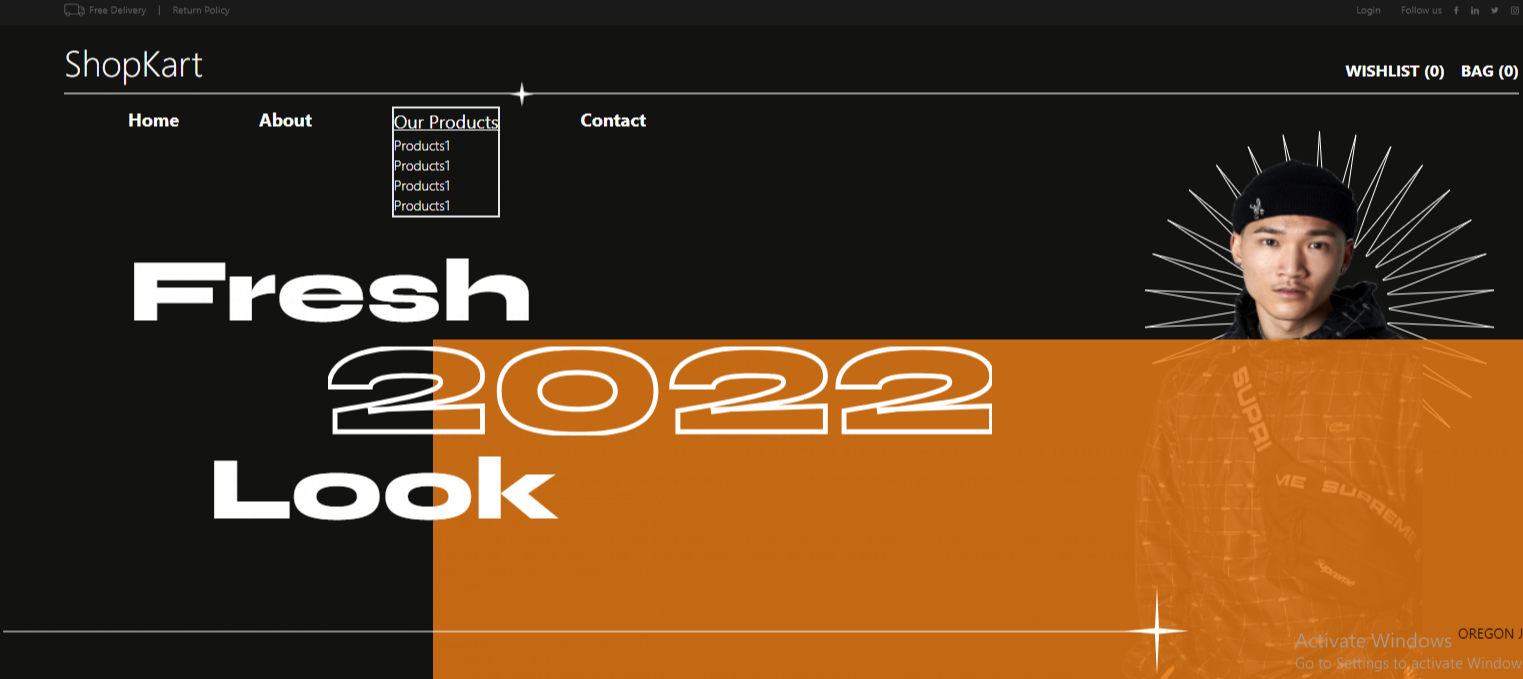 Free Delivery | Return Policy
Login Follow us
ShopKart
WISHLIST (0) BAG (0)
Home About Our Products Contact
Products1
Products1
Products1
Products1
Fresh
2022
Look
SUPRI
ME SUPREME
Supreme
OREGON J
Activate Windows
Go to Settings to activate Window